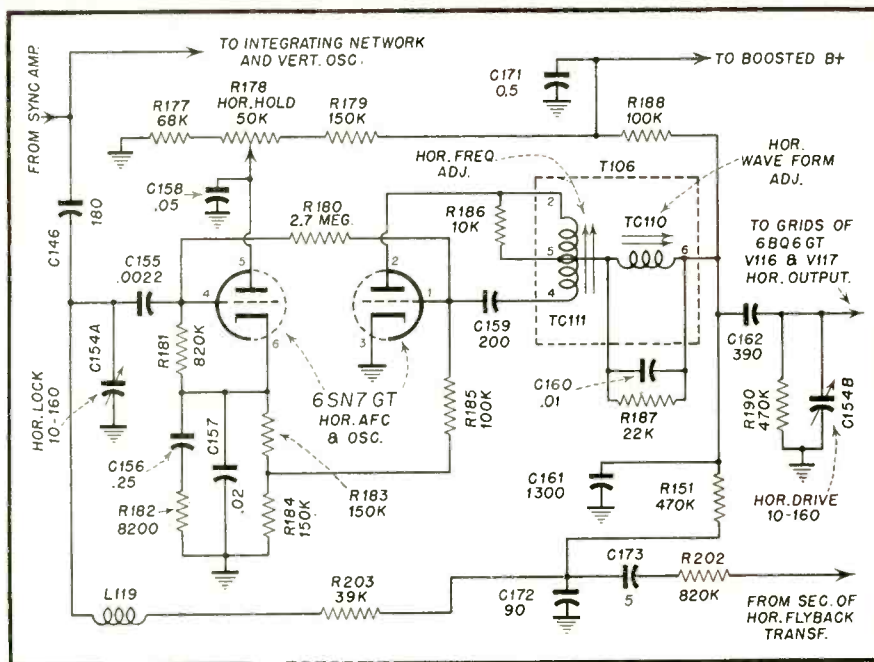 TO INTEGRATING NETWORK
AND VERT. OSC.
TO BOOSTED B+
FROM SYNC AMP.
R177
68K
R178
HOR. HOLD
50K
R179
150K
C171
0.5
R188
100K
HOR. FREQ.
ADJ.
T106
HOR.
WAVE FORM
ADJ.
C158
.05
R180
2.7 MEG.
R186
10K
2
5
4
TC110
6
TC111
C146
180
C155
.0022
5
4
6
2
1
3
C159
200
TO GRIDS OF
6BQ6 GT
V116 & V117
HOR. OUTPUT.
C154A
R181
820K
6SN7 GT
HOR. AFC
& OSC.
R185
100K
C160
.01
R187
22K
C162
390
R190
470K
C154B
HOR. LOCK
10-160
C156
.25
C157
.02
R182
8200
R184
150K
R183
150K
C161
1300
R151
470K
HOR. DRIVE
10-160
L119
R203
39K
C172
90
C173
5
R202
820K
FROM SEC. OF
HOR. FLYBACK
TRANSF.